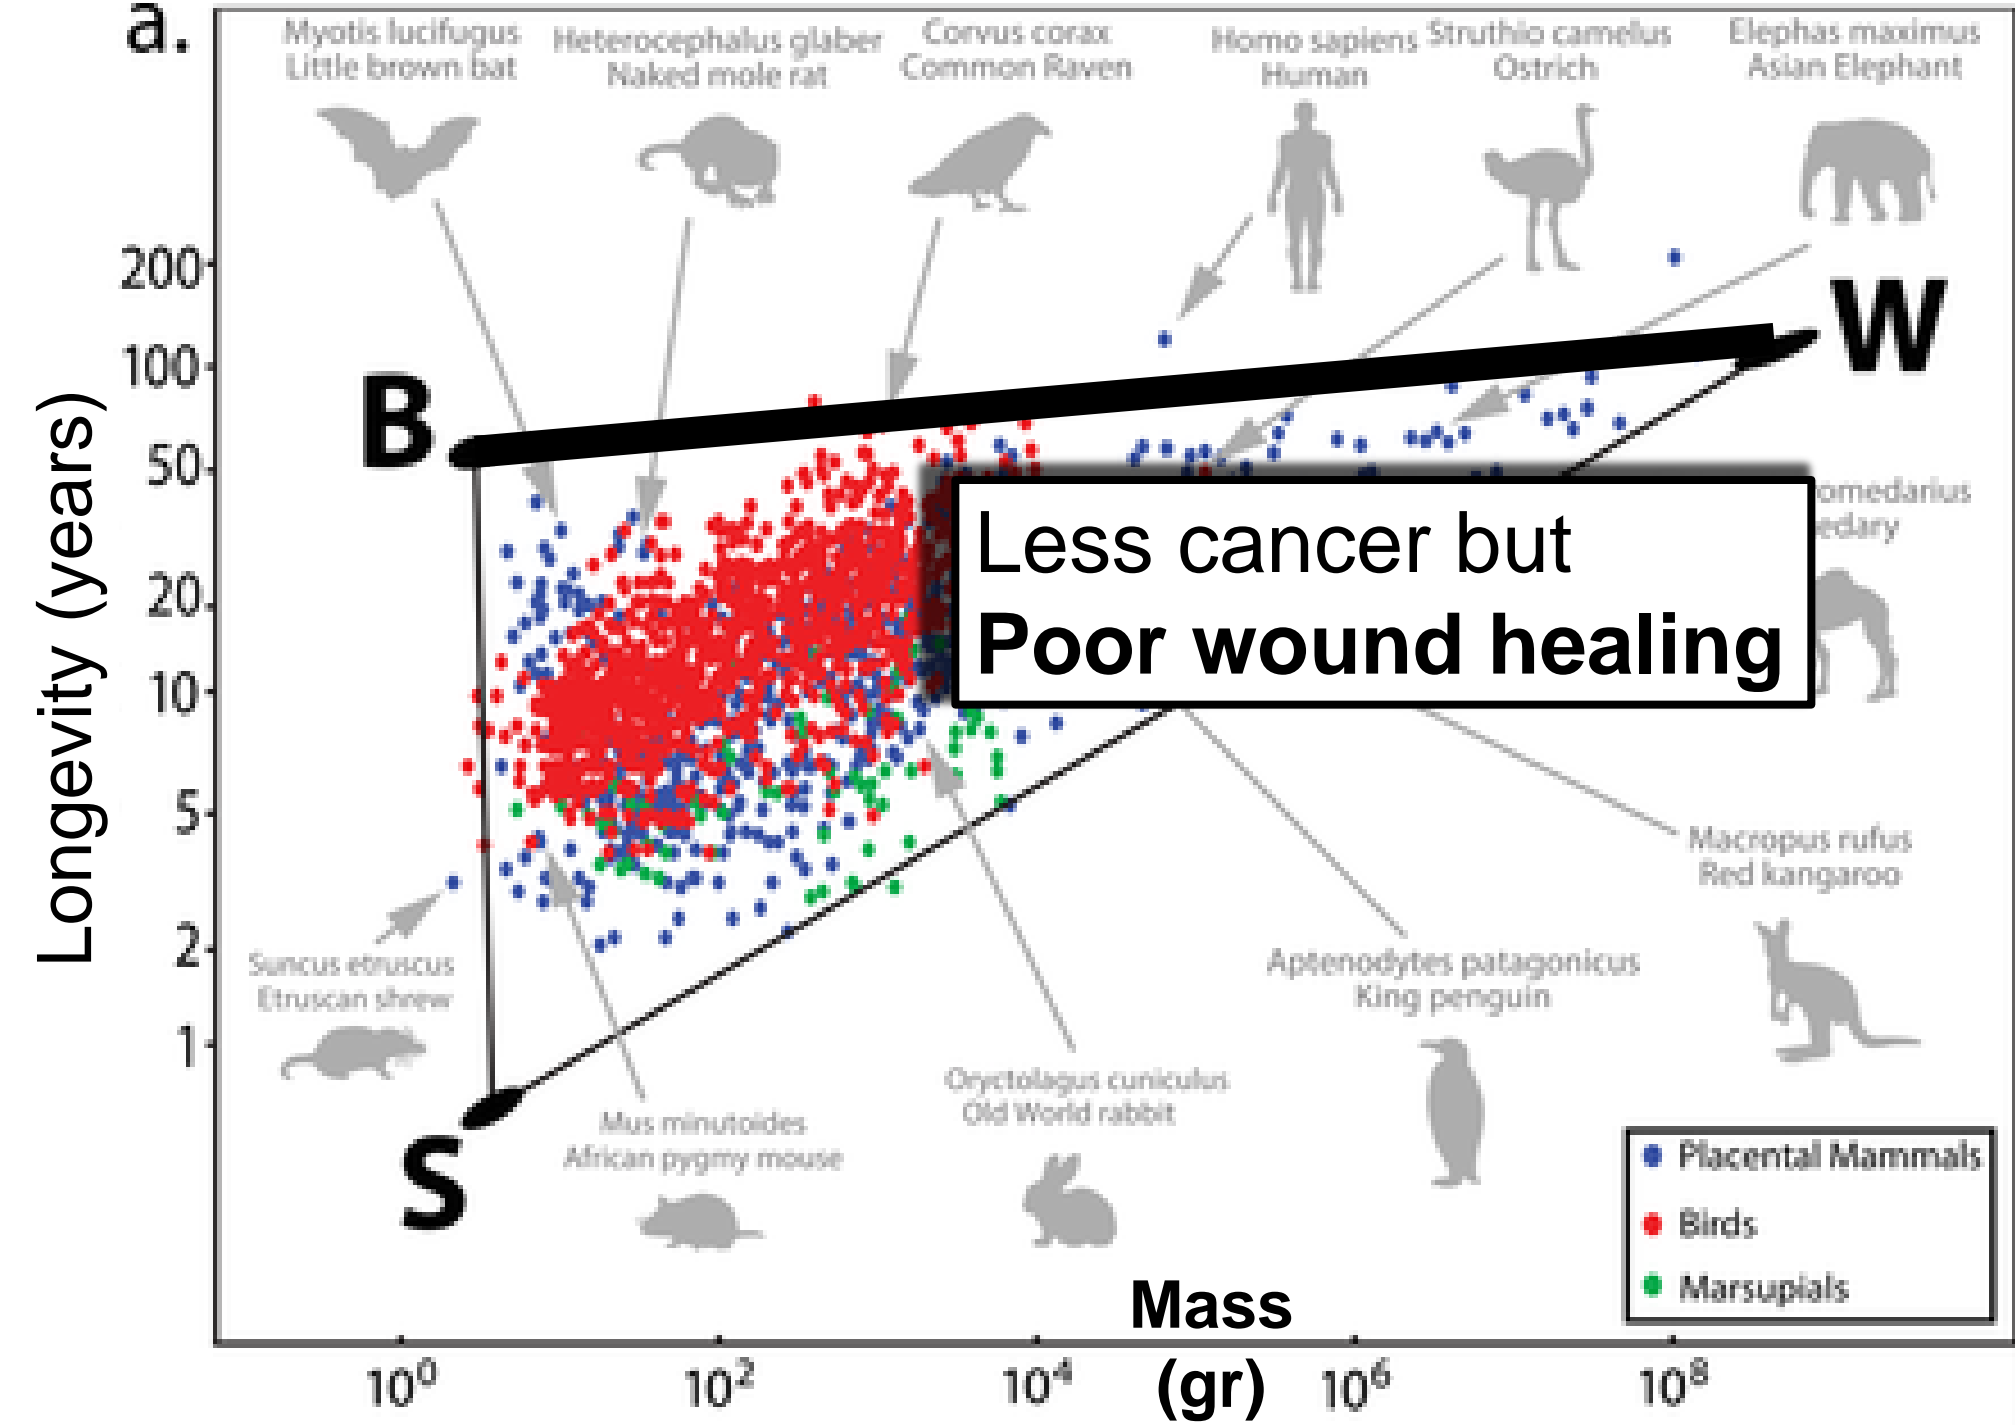 a.
Myotis lucifugus
Little brown bat
Heterocephalus glaber
Naked mole rat
Corvus corax
Common Raven
Homo sapiens
Human
Struthio camelus
Ostrich
Elephas maximus
Asian Elephant
200
100
50
20
10
5
2
1
Longevity (years)
B
W
S
Less cancer but
Poor wound healing
omedarius
edary
Macropus rufus
Red kangaroo
Suncus etruscus
Etruscan shrew
Aptenodytes patagonicus
King penguin
Oryctolagus cuniculus
Old World rabbit
Mus minutoides
African pygmy mouse
Placental Mammals
Birds
Marsupials
Mass
(gr)
10⁰
10²
10⁴
10⁶
10⁸